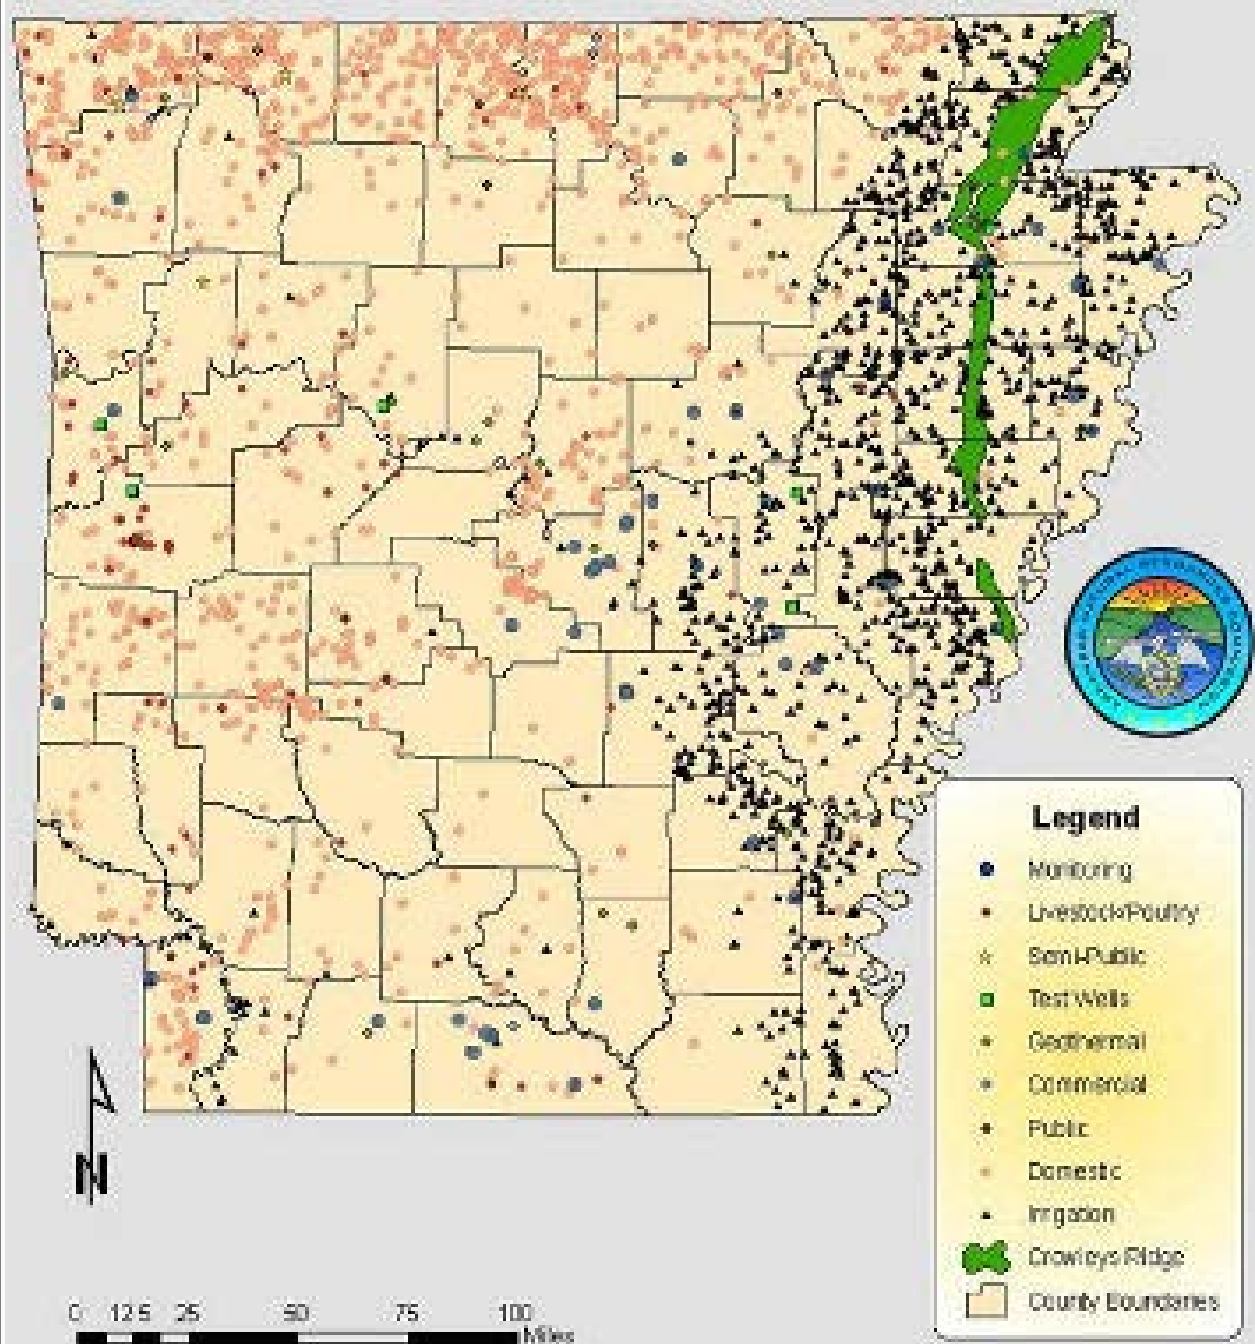 Legend
Monitoring
Livestock/Poultry
Semi-Public
Test Wells
Geothermal
Commercial
Public
Domestic
Irrigation
Crowleys Ridge
County Boundaries
N
0 12.5 25 50 75 100
Miles